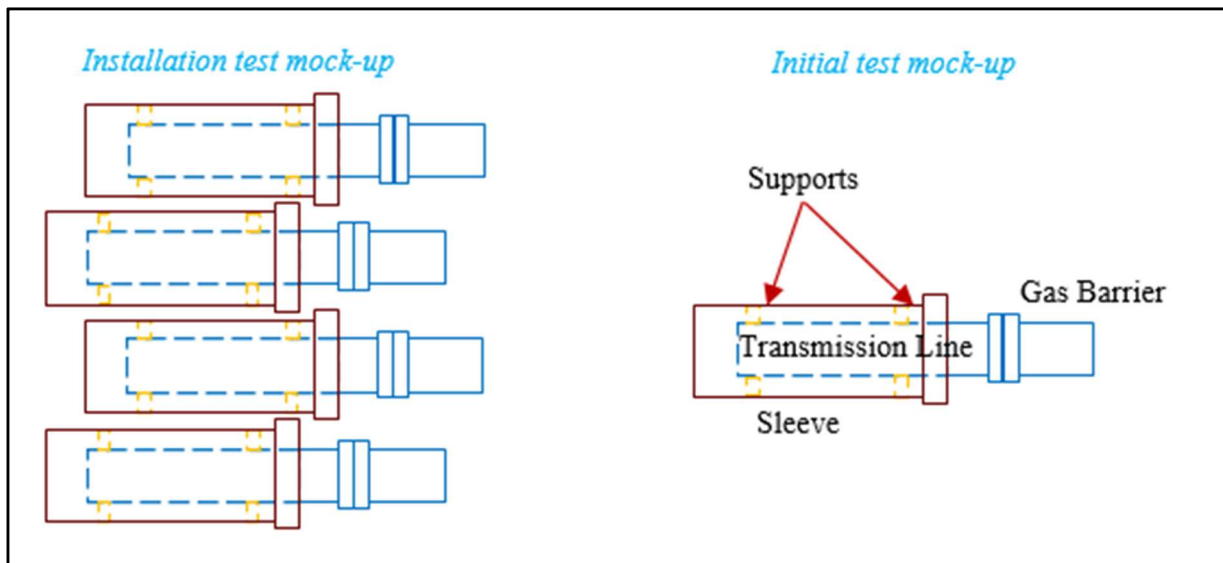 Installation test mock-up
Initial test mock-up
Supports
Gas Barrier
Transmission Line
Sleeve